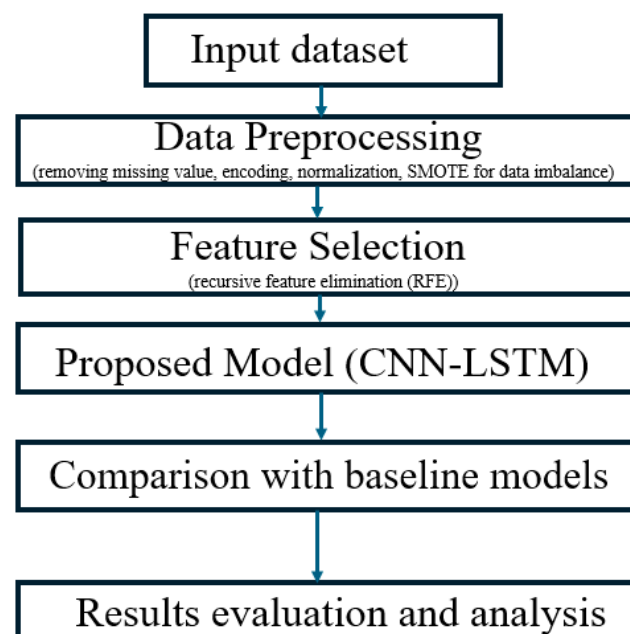 Input dataset
Data Preprocessing
(removing missing value, encoding, normalization, SMOTE for data imbalance)
Feature Selection
(recursive feature elimination (RFE))
Proposed Model (CNN-LSTM)
Comparison with baseline models
Results evaluation and analysis